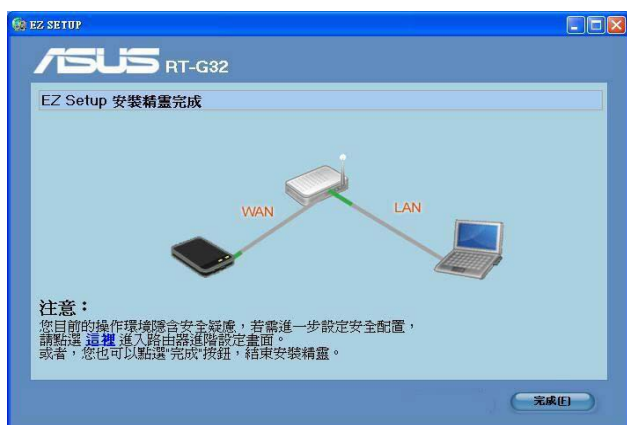 EZ SETUP
ASUS RT-G32
EZ Setup 安裝精靈完成
WAN
LAN
注意：
您目前的操作環境隱含安全疑慮，若需進一步設定安全配置，
請點選 這裡 進入路由器進階設定畫面。
或者，您也可以點選"完成"按鈕，結束安裝精靈。
完成(F)